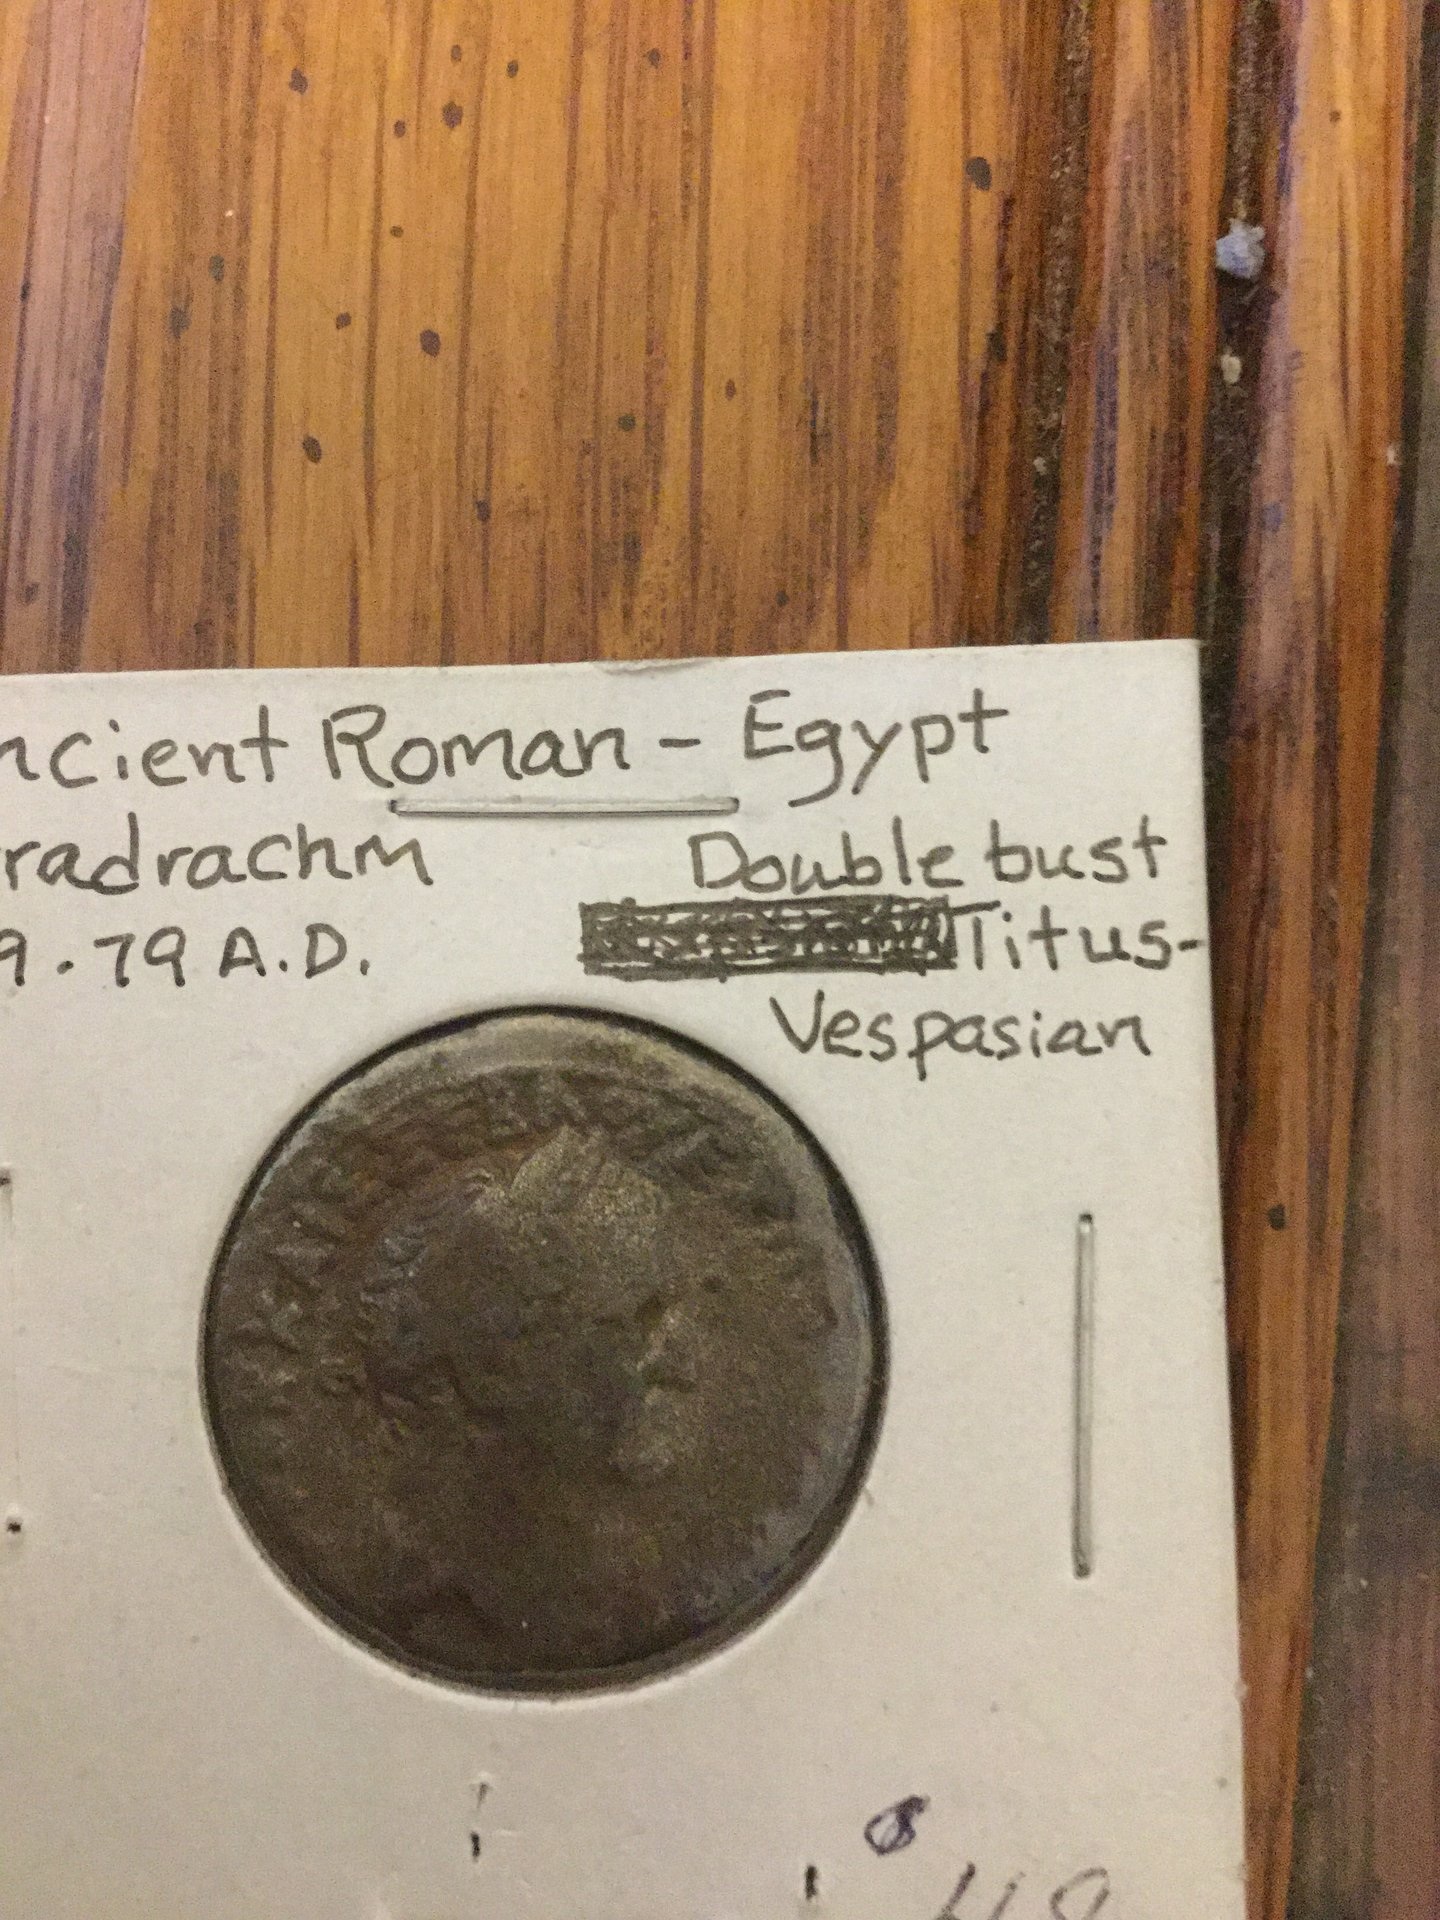 ncient Roman - Egypt
radrachm
Double bust
9.79 A.D.
Titus-
Vespasian